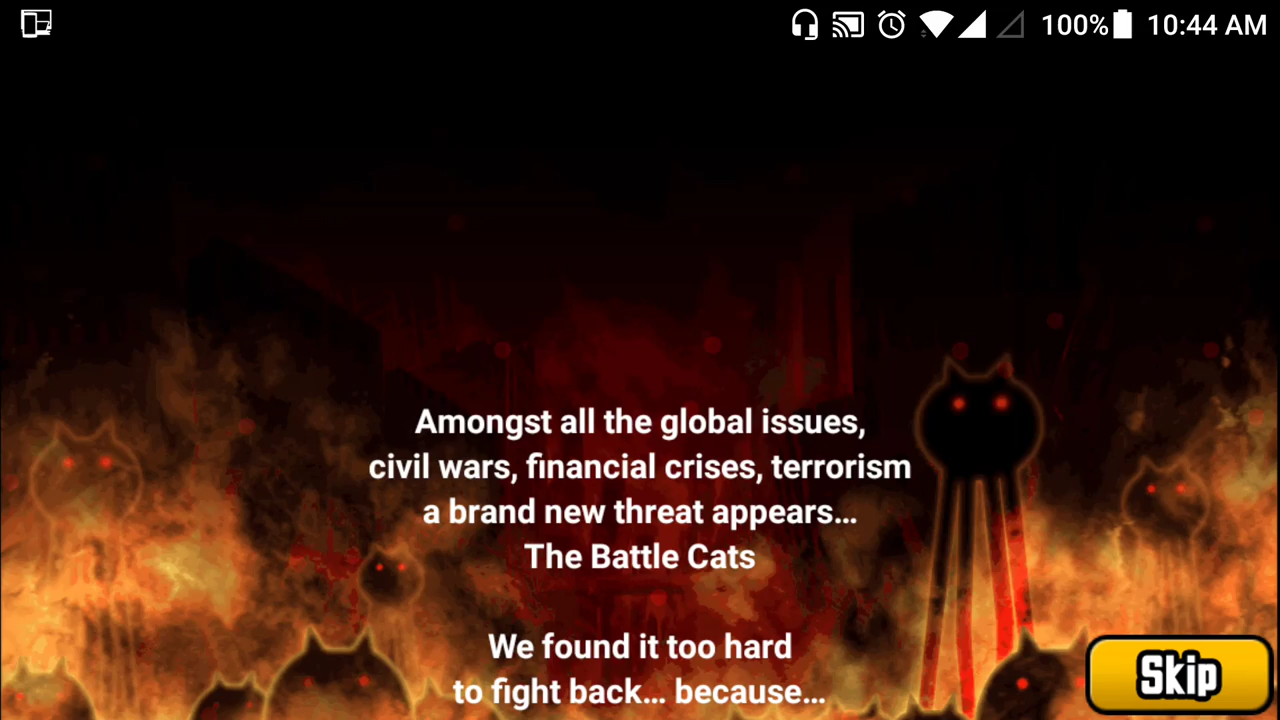 100% 10:44 AM
Amongst all the global issues,
civil wars, financial crises, terrorism
a brand new threat appears...
The Battle Cats
We found it too hard
to fight back... because...
Skip